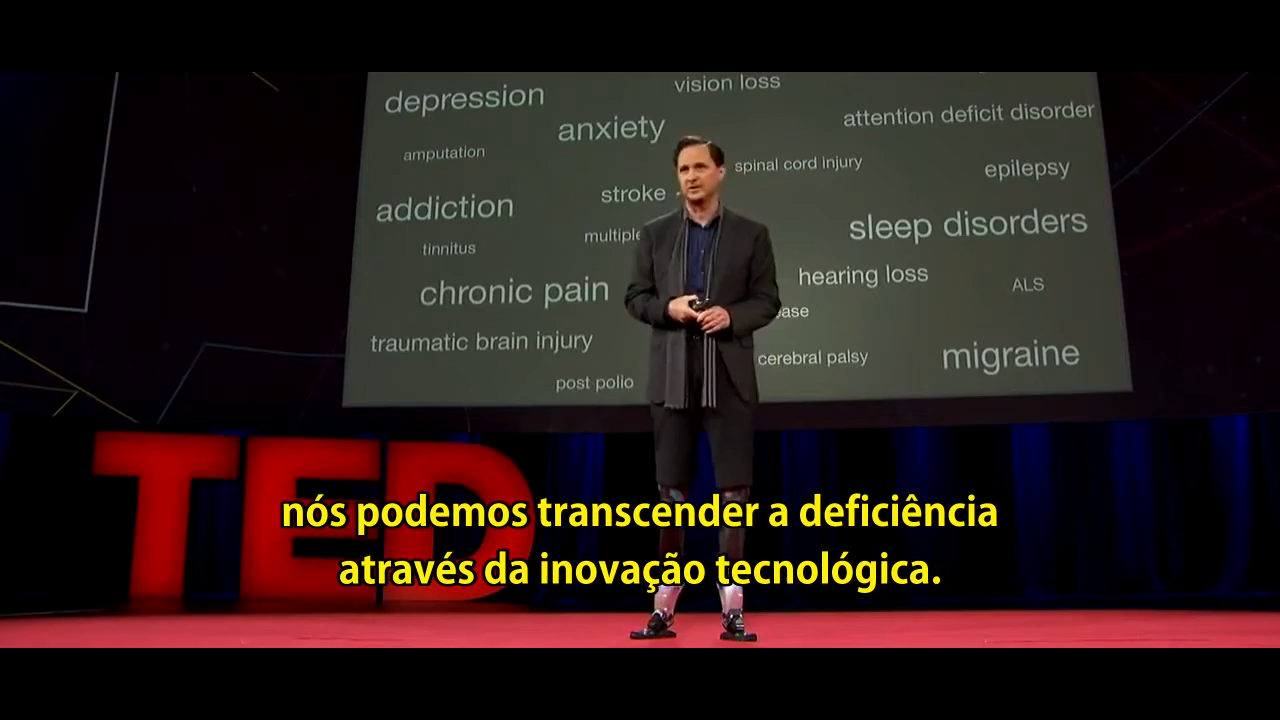 depression
vision loss
anxiety
attention deficit disorder
amputation
spinal cord injury
epilepsy
stroke
addiction
sleep disorders
tinnitus
multiple
hearing loss
chronic pain
ALS
traumatic brain injury
cerebral palsy
migraine
post polio
TED
nós podemos transcender a deficiência
através da inovação tecnológica.